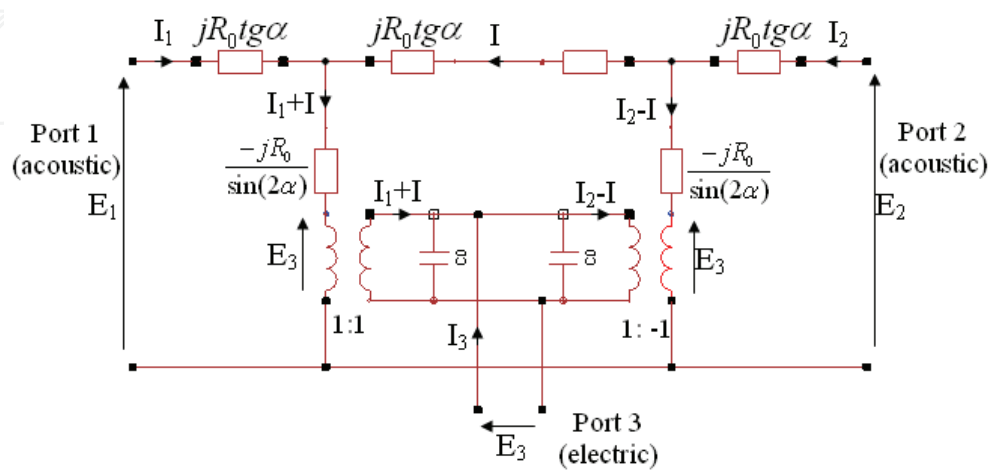 I₁ jR₀tgα jR₀tgα I jR₀tgα I₂
I₁+I I₂-I
Port 1
(acoustic)
Port 2
(acoustic)
-jR₀
sin(2α)
-jR₀
sin(2α)
E₁ E₂
I₁+I I₂-I
E₃ 8 8 E₃
1:1 I₃ 1: -1
E₃
Port 3
(electric)